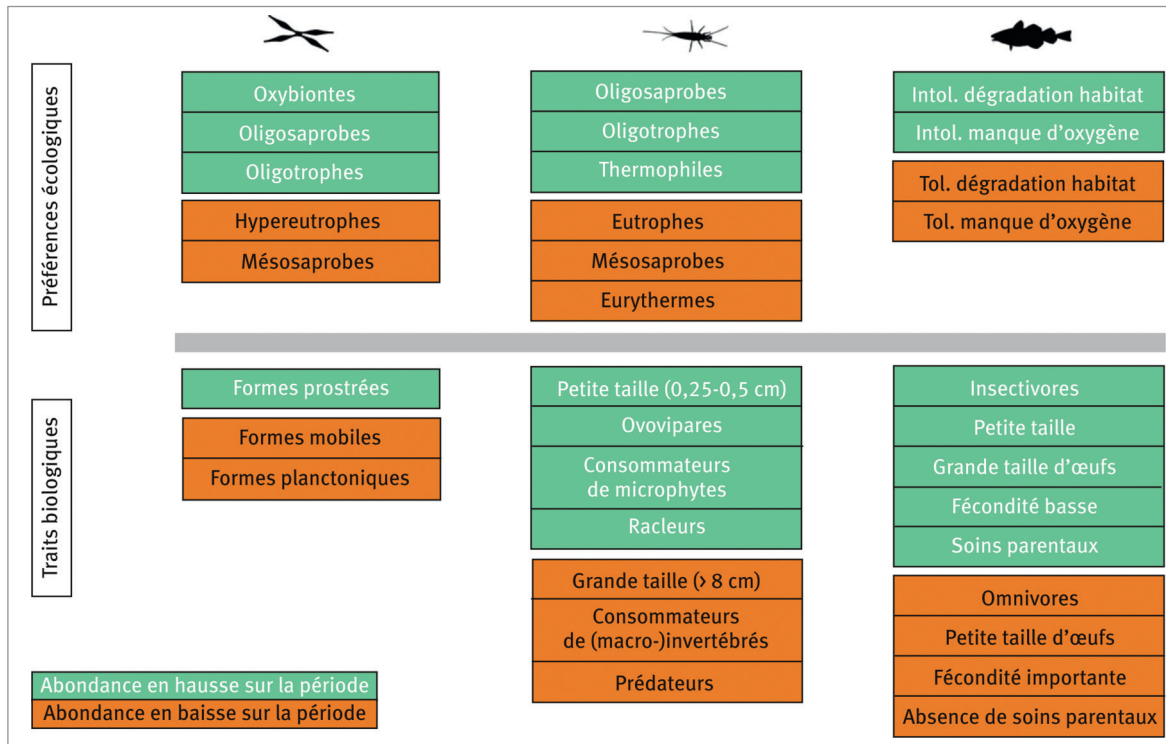 Préférences écologiques
Oxybiontes
Oligosaprobes
Oligotrophes
Hypereutrophes
Mésosaprobes
Oligosaprobes
Oligotrophes
Thermophiles
Eutrophes
Mésosaprobes
Eurythermes
Intol. dégradation habitat
Intol. manque d'oxygène
Tol. dégradation habitat
Tol. manque d'oxygène
Traits biologiques
Formes prostrées
Formes mobiles
Formes planctoniques
Petite taille (0,25-0,5 cm)
Ovovipares
Consommateurs
de microphytes
Racleurs
Grande taille (> 8 cm)
Consommateurs
de (macro-)invertébrés
Prédateurs
Insectivores
Petite taille
Grande taille d'œufs
Fécondité basse
Soins parentaux
Omnivores
Petite taille d'œufs
Fécondité importante
Absence de soins parentaux
Abondance en hausse sur la période
Abondance en baisse sur la période